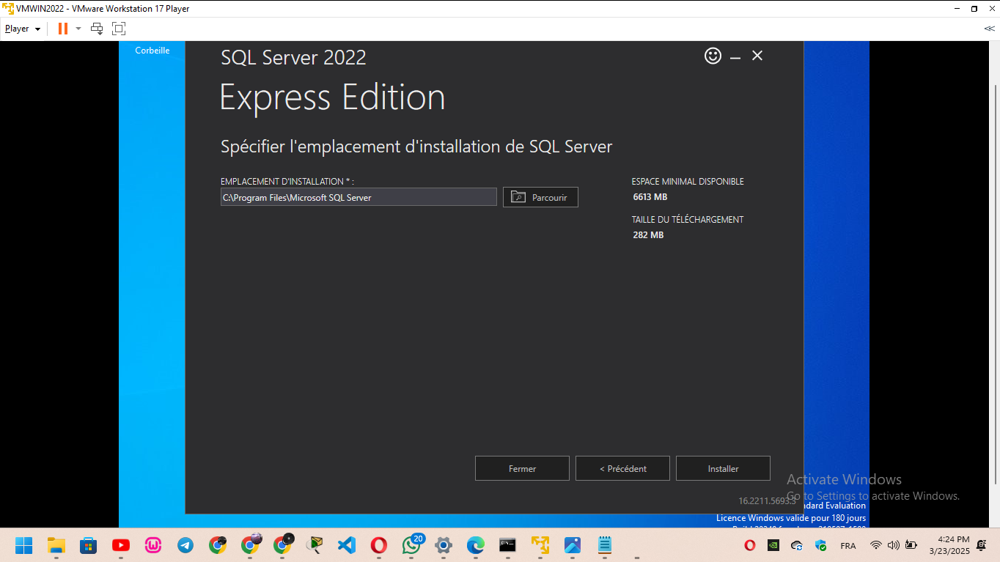 VMWIN2022 - VMware Workstation 17 Player
Player
Corbeille
SQL Server 2022
Express Edition
Spécifier l'emplacement d'installation de SQL Server
EMPLACEMENT D'INSTALLATION * :
C:\Program Files\Microsoft SQL Server
Parcourir
ESPACE MINIMAL DISPONIBLE
6613 MB
TAILLE DU TÉLÉCHARGEMENT
282 MB
Fermer
< Précédent
Installer
16.2211.5693.3
Activate Windows
Go to Settings to activate Windows.
Evaluation
Licence Windows valide pour 180 jours
20
FRA
4:24 PM
3/23/2025